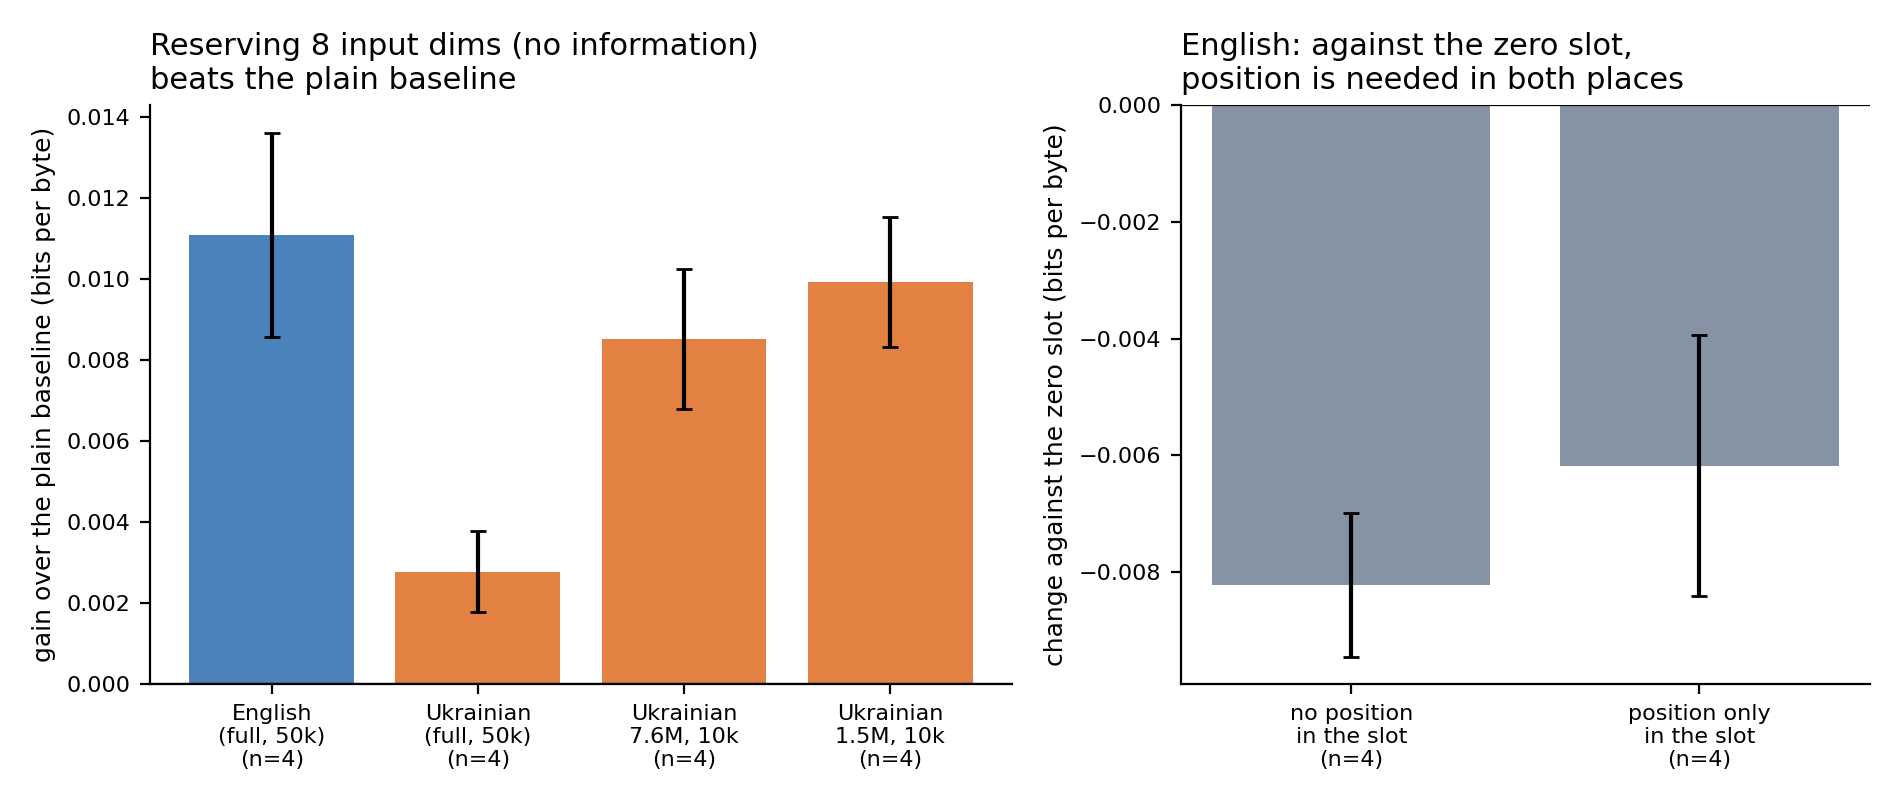 Reserving 8 input dims (no information)
beats the plain baseline
gain over the plain baseline (bits per byte)
0.014
0.012
0.010
0.008
0.006
0.004
0.002
0.000
English
(full, 50k)
(n=4)
Ukrainian
(full, 50k)
(n=4)
Ukrainian
7.6M, 10k
(n=4)
Ukrainian
1.5M, 10k
(n=4)
English: against the zero slot,
position is needed in both places
change against the zero slot (bits per byte)
0.000
−0.002
−0.004
−0.006
−0.008
no position
in the slot
(n=4)
position only
in the slot
(n=4)